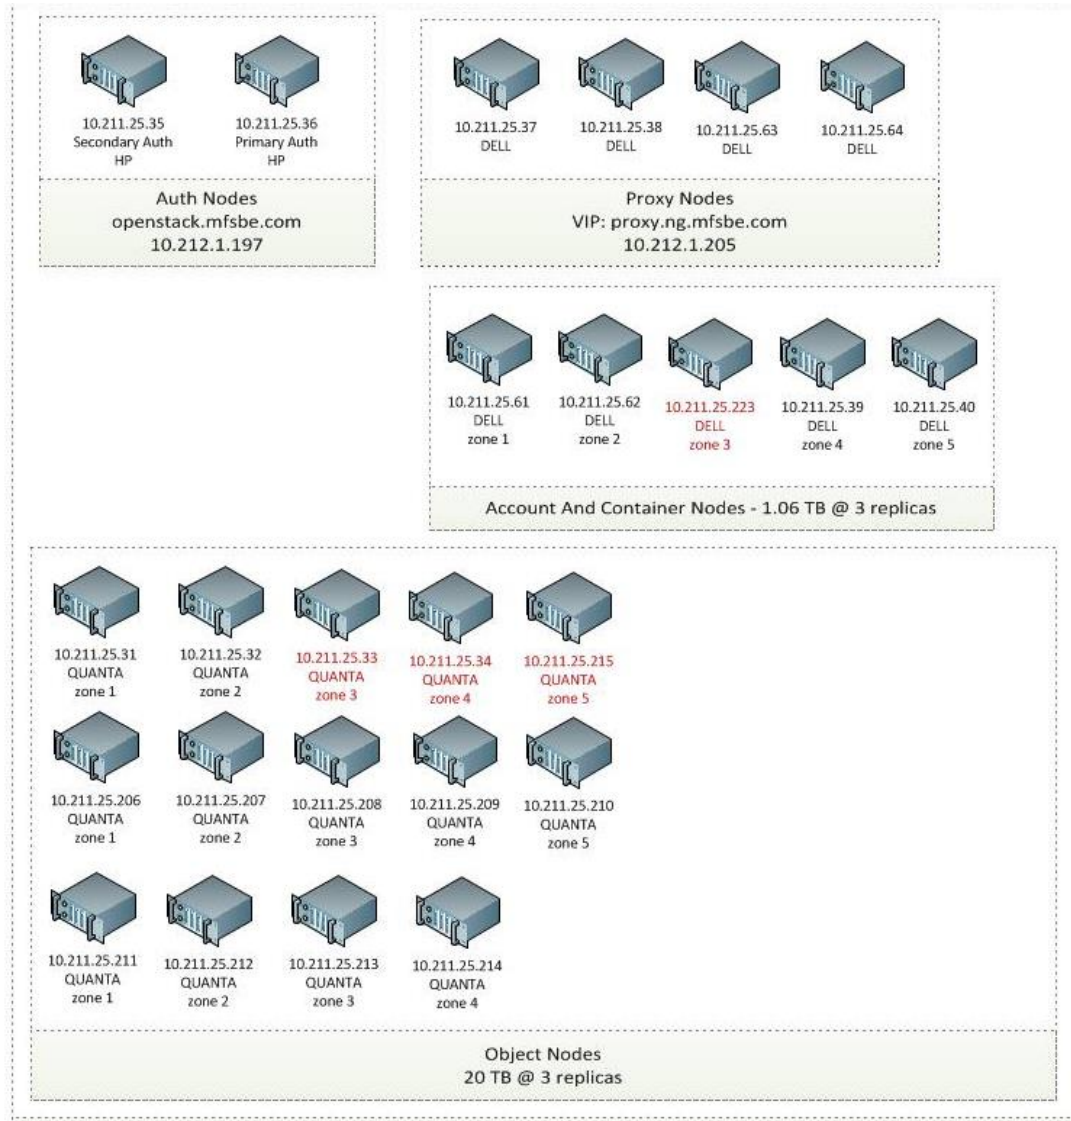 10.211.25.35
Secondary Auth
HP
10.211.25.36
Primary Auth
HP
Auth Nodes
openstack.mfsbe.com
10.212.1.197
10.211.25.37
DELL
10.211.25.38
DELL
10.211.25.63
DELL
10.211.25.64
DELL
Proxy Nodes
VIP: proxy.ng.mfsbe.com
10.212.1.205
10.211.25.61
DELL
zone 1
10.211.25.62
DELL
zone 2
10.211.25.223
DELL
zone 3
10.211.25.39
DELL
zone 4
10.211.25.40
DELL
zone 5
Account And Container Nodes - 1.06 TB @ 3 replicas
10.211.25.31
QUANTA
zone 1
10.211.25.32
QUANTA
zone 2
10.211.25.33
QUANTA
zone 3
10.211.25.34
QUANTA
zone 4
10.211.25.215
QUANTA
zone 5
10.211.25.206
QUANTA
zone 1
10.211.25.207
QUANTA
zone 2
10.211.25.208
QUANTA
zone 3
10.211.25.209
QUANTA
zone 4
10.211.25.210
QUANTA
zone 5
10.211.25.211
QUANTA
zone 1
10.211.25.212
QUANTA
zone 2
10.211.25.213
QUANTA
zone 3
10.211.25.214
QUANTA
zone 4
Object Nodes
20 TB @ 3 replicas